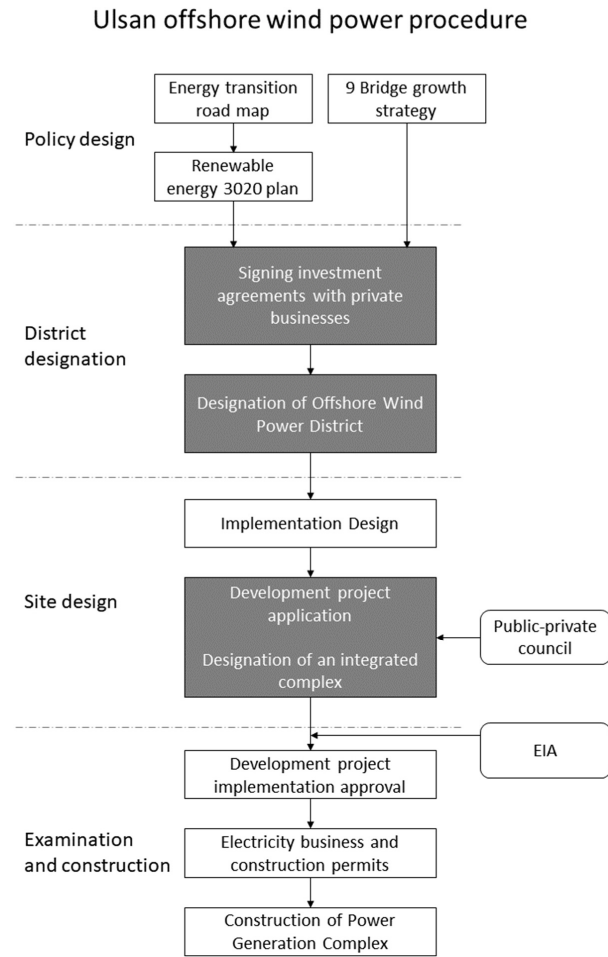 Ulsan offshore wind power procedure
Energy transition
road map
9 Bridge growth
strategy
Policy design
Renewable
energy 3020 plan
Signing investment
agreements with private
businesses
District
designation
Designation of Offshore Wind
Power District
Implementation Design
Site design
Development project
application
Designation of an integrated
complex
Public-private
council
EIA
Development project
implementation approval
Examination
and construction
Electricity business and
construction permits
Construction of Power
Generation Complex